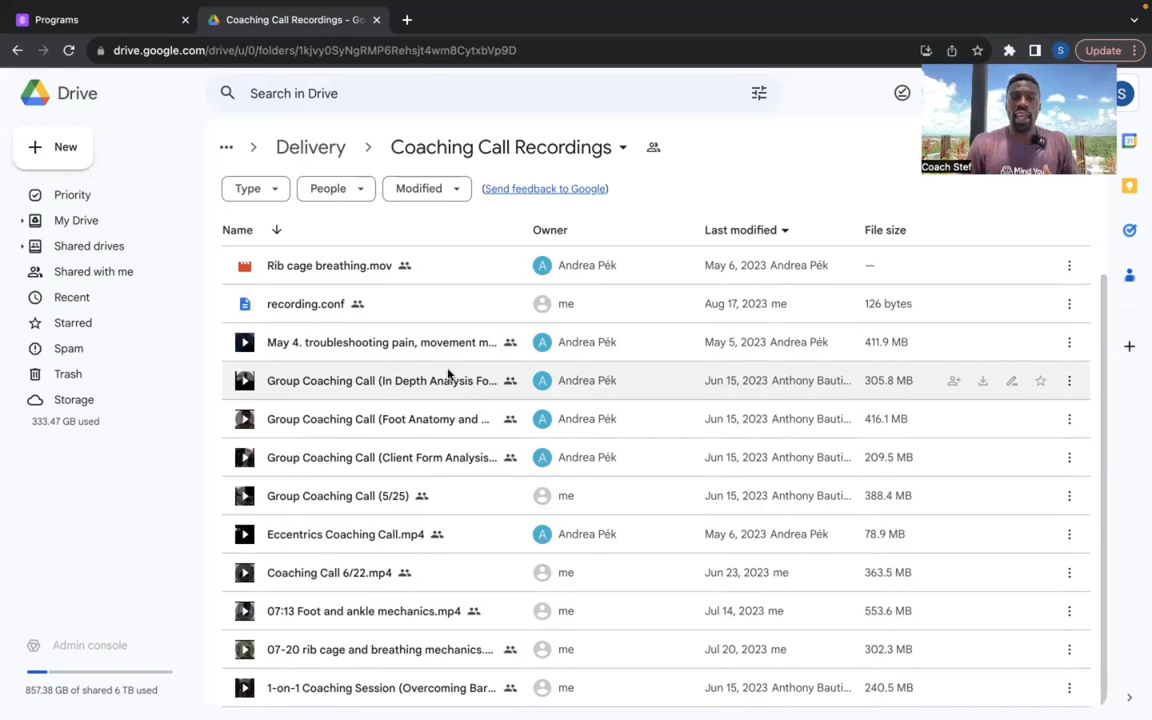 Programs
Coaching Call Recordings - Go
drive.google.com/drive/u/0/folders/1kjvy0SyNgRMP6Rehsjt4wm8CytxbVp9D
S
Update
Drive
Search in Drive
S
Coach Stef
Mind You
New
Delivery
Coaching Call Recordings
Type
People
Modified
(Send feedback to Google)
Priority
My Drive
Shared drives
Shared with me
Recent
Starred
Spam
Trash
Storage
333.47 GB used
Admin console
857.38 GB of shared 6 TB used
Name Owner Last modified File size
Rib cage breathing.mov A Andrea Pék May 6, 2023 Andrea Pék —
recording.conf me Aug 17, 2023 me 126 bytes
May 4. troubleshooting pain, movement m... A Andrea Pék May 5, 2023 Andrea Pék 411.9 MB
Group Coaching Call (In Depth Analysis Fo... A Andrea Pék Jun 15, 2023 Anthony Bauti... 305.8 MB
Group Coaching Call (Foot Anatomy and ... A Andrea Pék Jun 15, 2023 Anthony Bauti... 416.1 MB
Group Coaching Call (Client Form Analysis... A Andrea Pék Jun 15, 2023 Anthony Bauti... 209.5 MB
Group Coaching Call (5/25) me Jun 15, 2023 Anthony Bauti... 388.4 MB
Eccentrics Coaching Call.mp4 A Andrea Pék May 6, 2023 Andrea Pék 78.9 MB
Coaching Call 6/22.mp4 me Jun 23, 2023 me 363.5 MB
07:13 Foot and ankle mechanics.mp4 me Jul 14, 2023 me 553.6 MB
07-20 rib cage and breathing mechanics.... me Jul 20, 2023 me 302.3 MB
1-on-1 Coaching Session (Overcoming Bar... me Jun 15, 2023 Anthony Bauti... 240.5 MB